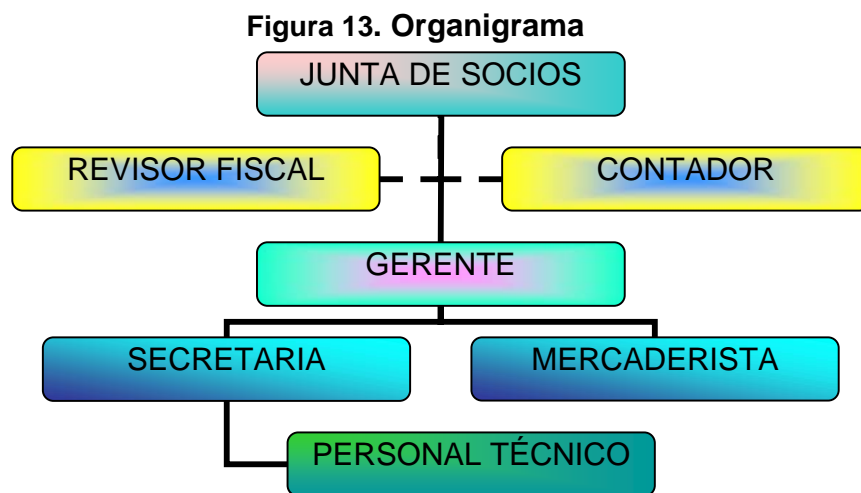 Figura 13. Organigrama
JUNTA DE SOCIOS
REVISOR FISCAL
CONTADOR
GERENTE
SECRETARIA
MERCADERISTA
PERSONAL TÉCNICO